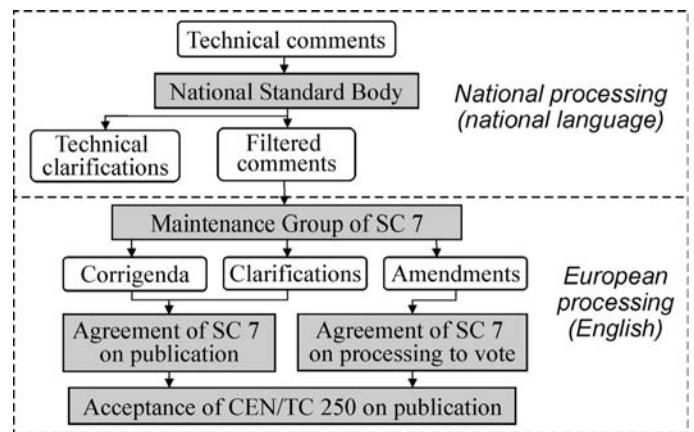 Technical comments
National Standard Body
National processing
(national language)
Technical
clarifications
Filtered
comments
Maintenance Group of SC 7
Corrigenda
Clarifications
Amendments
European
processing
(English)
Agreement of SC 7
on publication
Agreement of SC 7
on processing to vote
Acceptance of CEN/TC 250 on publication